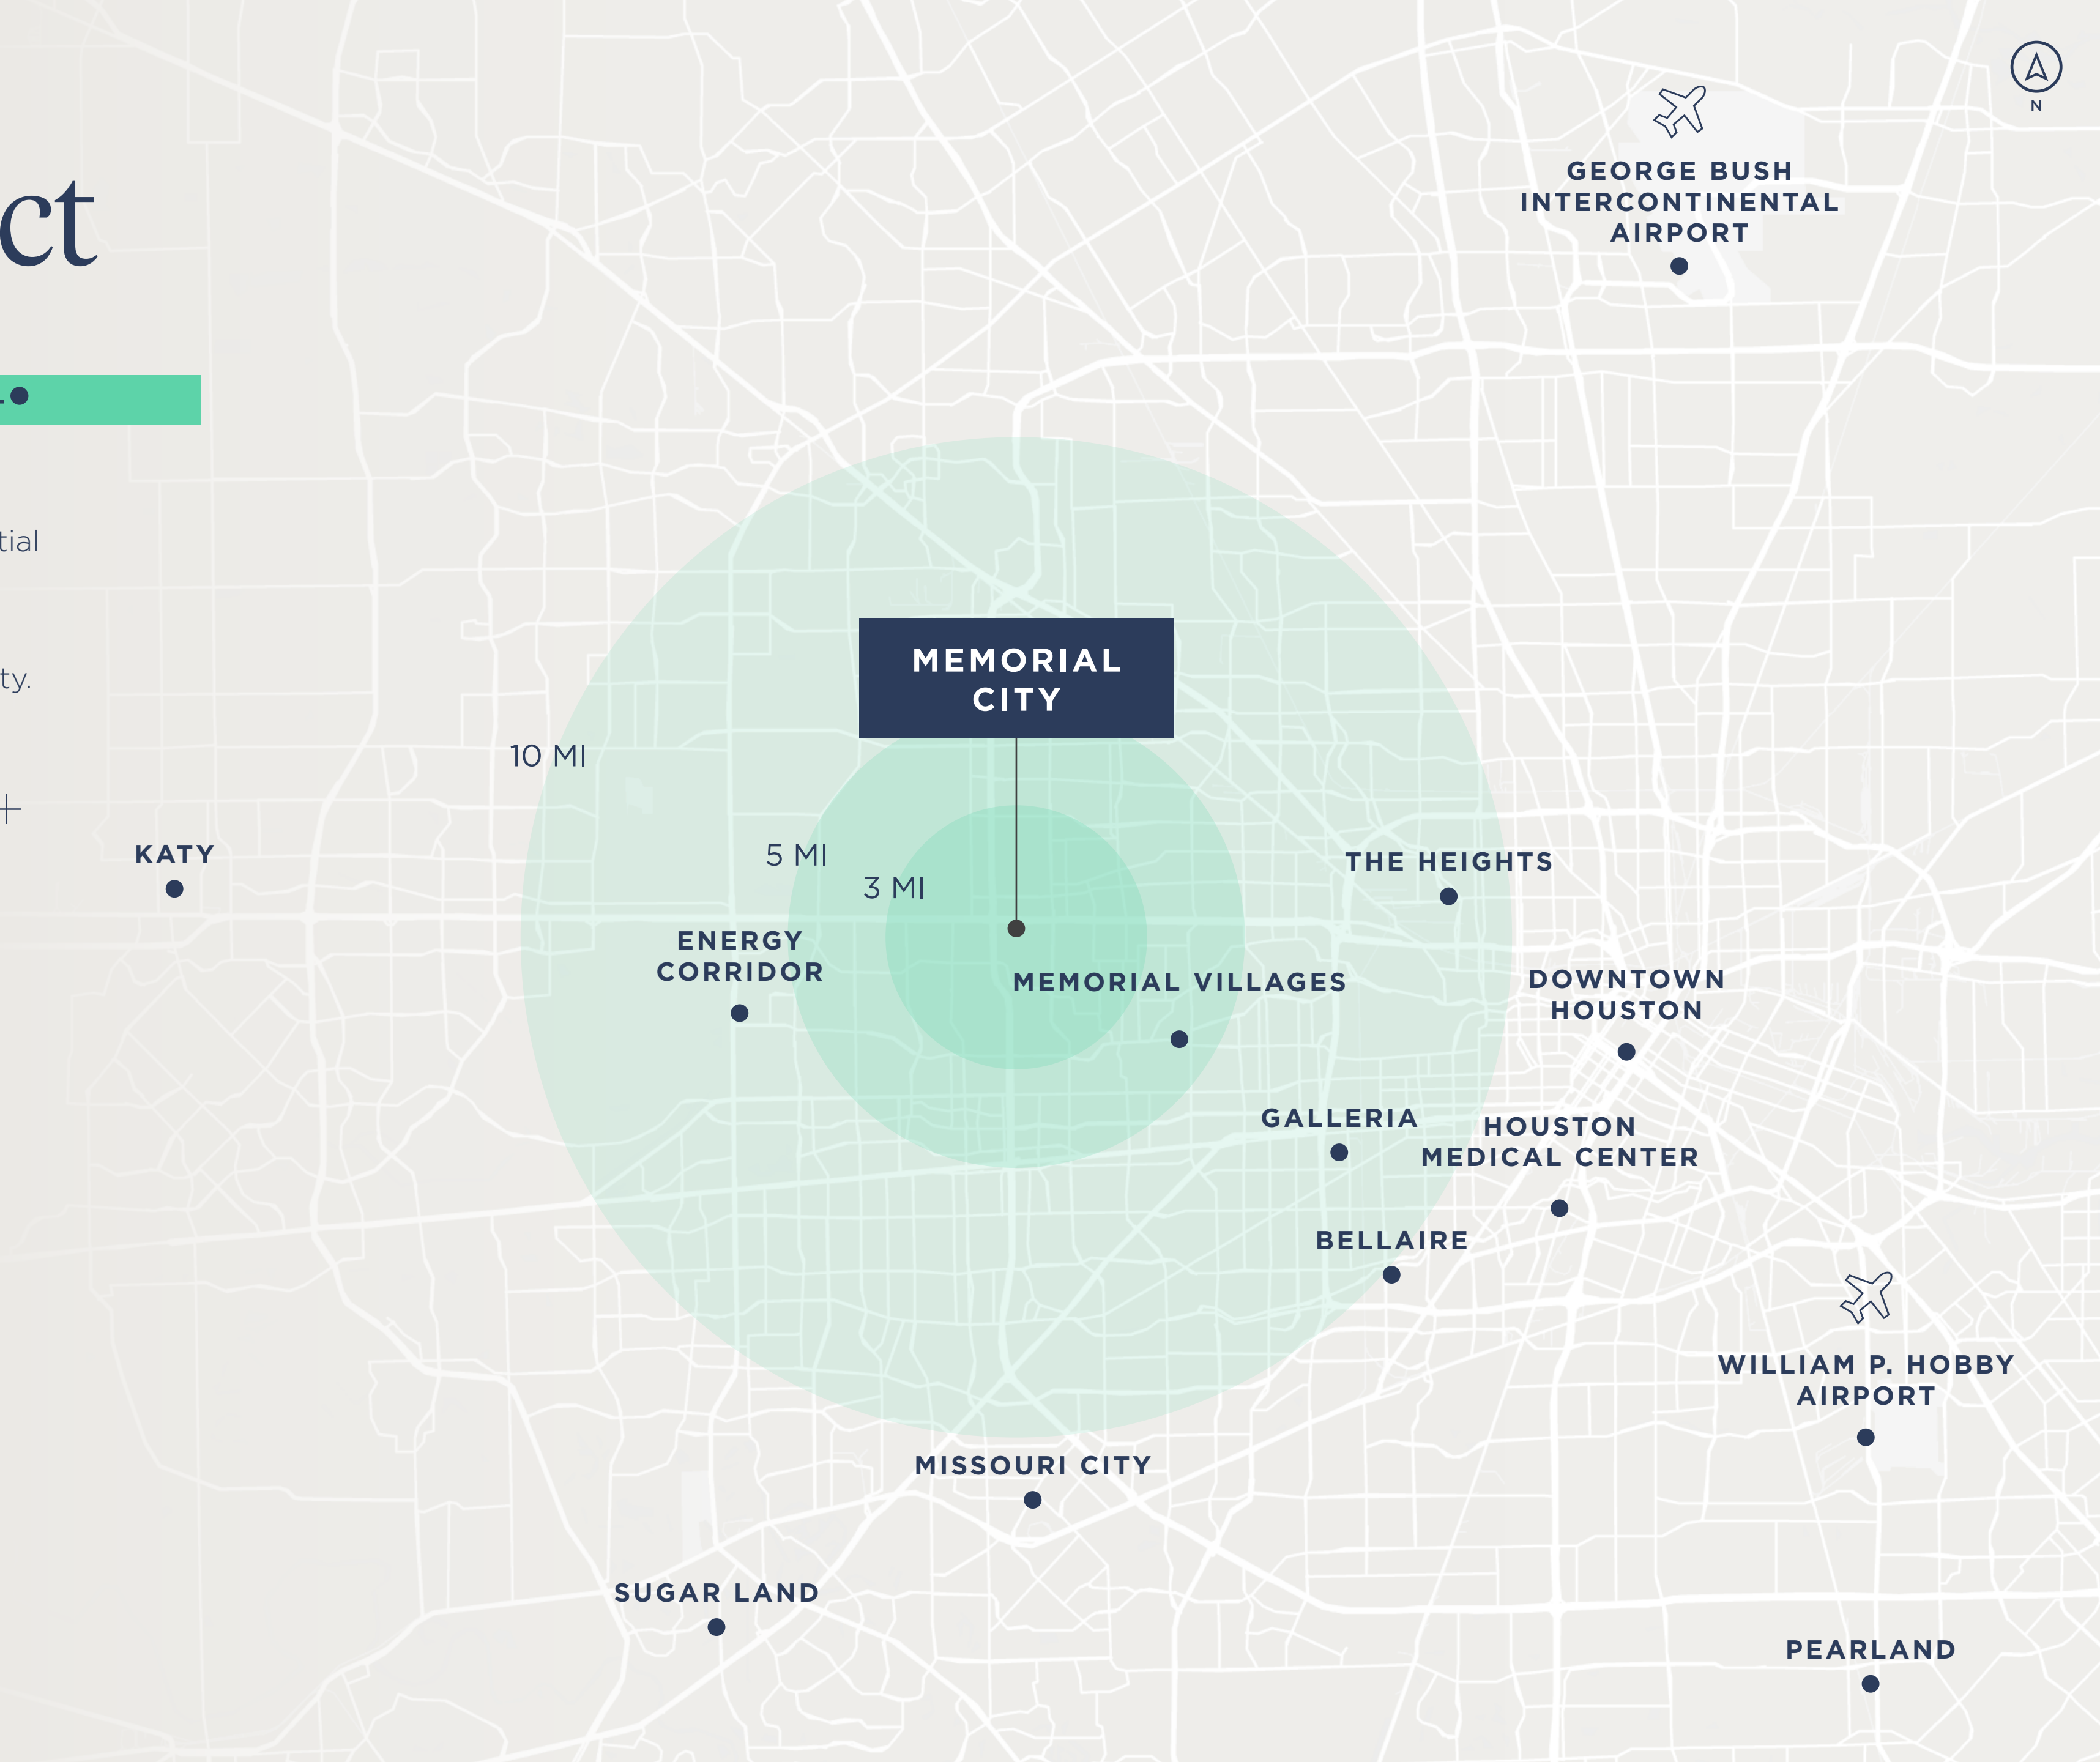 N
GEORGE BUSH
INTERCONTINENTAL
AIRPORT
ct
tial
MEMORIAL
CITY
ty.
10 MI
+
KATY
5 MI
THE HEIGHTS
3 MI
ENERGY
CORRIDOR
MEMORIAL VILLAGES
DOWNTOWN
HOUSTON
GALLERIA
HOUSTON
MEDICAL CENTER
BELLAIRE
WILLIAM P. HOBBY
AIRPORT
MISSOURI CITY
SUGAR LAND
PEARLAND